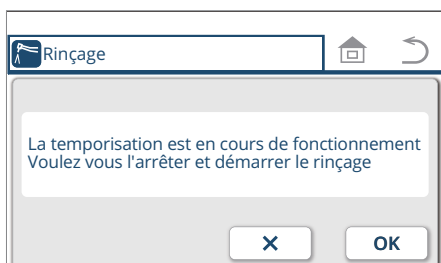 Rinçage
La temporisation est en cours de fonctionnement
Voulez vous l'arrêter et démarrer le rinçage
OK